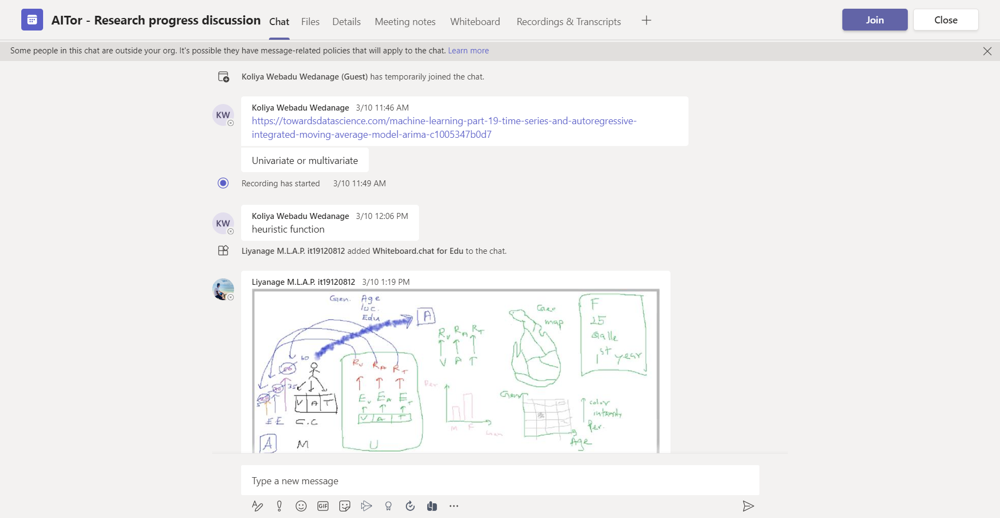 AITor - Research progress discussion Chat Files Details Meeting notes Whiteboard Recordings & Transcripts Join Close
Some people in this chat are outside your org. It's possible they have message-related policies that will apply to the chat. Learn more
Koliya Webadu Wedanage (Guest) has temporarily joined the chat.
KW
Koliya Webadu Wedanage 3/10 11:46 AM
https://towardsdatascience.com/machine-learning-part-19-time-series-and-autoregressive-
integrated-moving-average-model-arima-c1005347b0d7
Univariate or multivariate
Recording has started 3/10 11:49 AM
KW
Koliya Webadu Wedanage 3/10 12:06 PM
heuristic function
Liyanage M.L.A.P. it19120812 added Whiteboard.chat for Edu to the chat.
Liyanage M.L.A.P. it19120812 3/10 1:19 PM
Gen. Age
Loc.
Edu
A
Rv RA RT
V A T
Geo
map
F
25
Galle
1st year
60
35
Rv RA RT
Ev EA ET
V A T
V A T
EE
A M U
Per
M F
Gen
Gen
color
intensity
Per.
Age
Type a new message
GIF